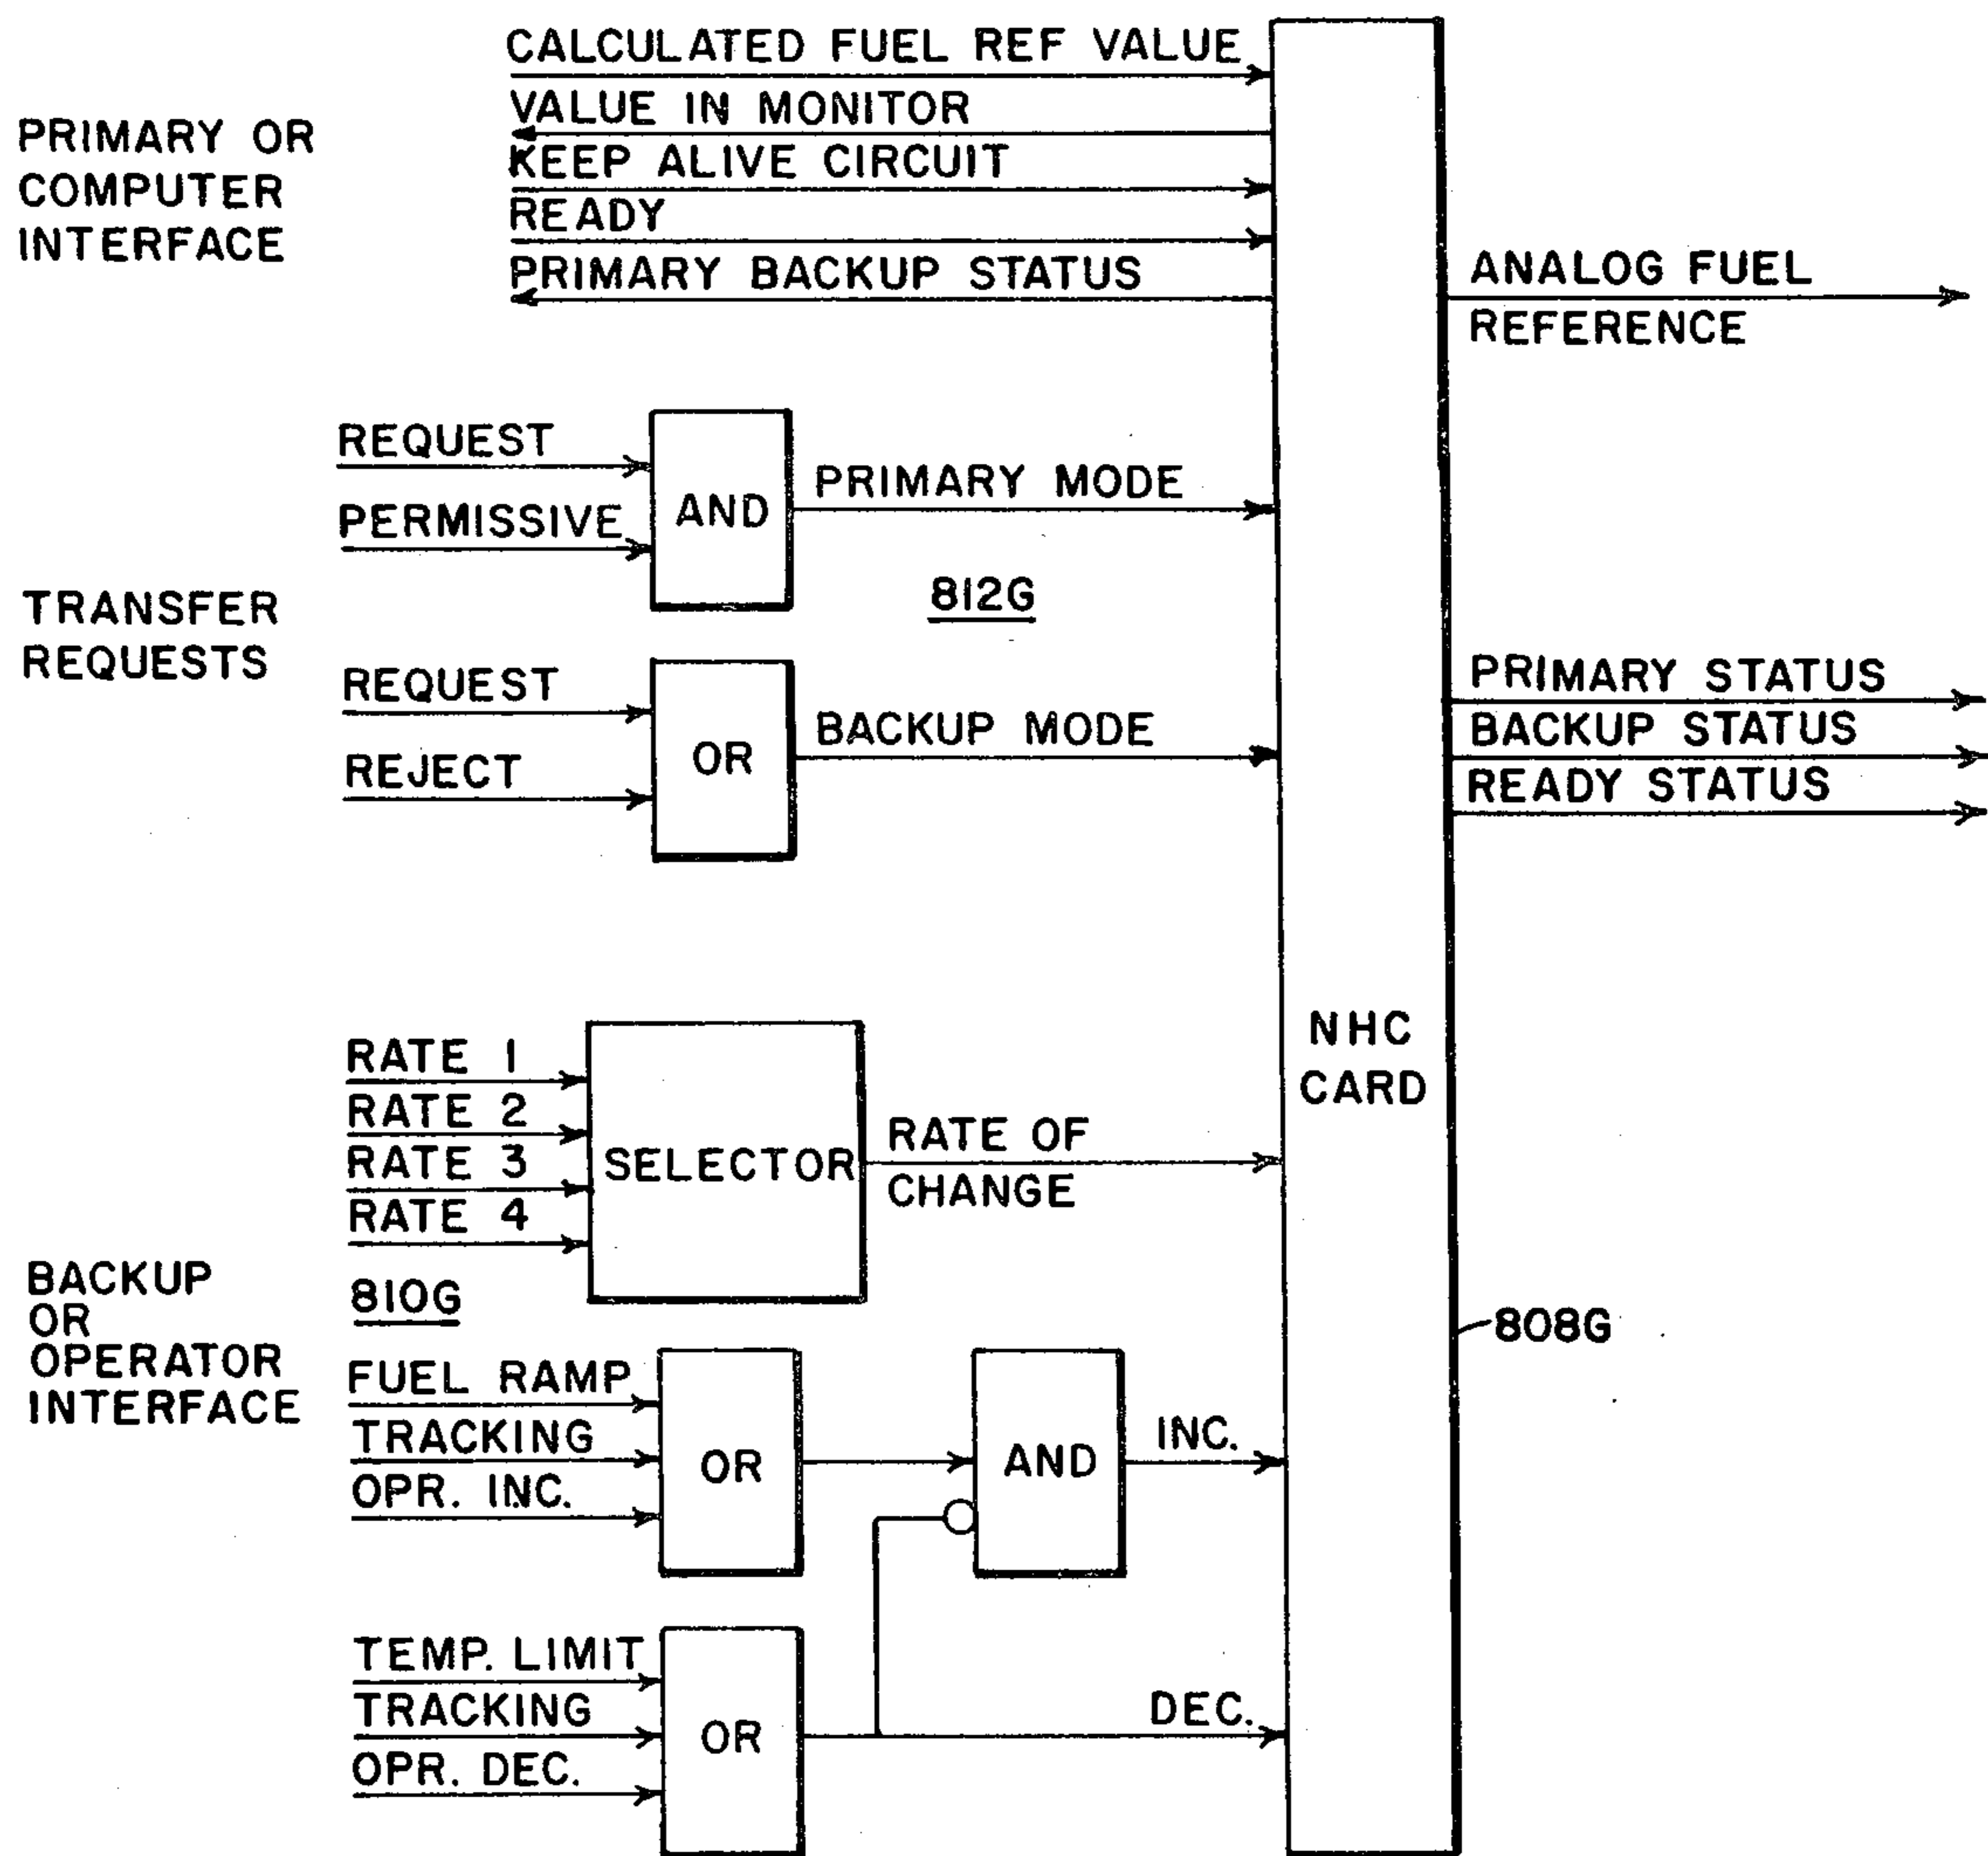 CALCULATED FUEL REF VALUE
VALUE IN MONITOR
KEEP ALIVE CIRCUIT
READY
PRIMARY BACKUP STATUS
PRIMARY OR
COMPUTER
INTERFACE
ANALOG FUEL
REFERENCE
REQUEST
PERMISSIVE
AND
PRIMARY MODE
812G
TRANSFER
REQUESTS
REQUEST
REJECT
OR
BACKUP MODE
PRIMARY STATUS
BACKUP STATUS
READY STATUS
NHC
CARD
RATE 1
RATE 2
RATE 3
RATE 4
SELECTOR
RATE OF
CHANGE
810G
BACKUP
OR
OPERATOR
INTERFACE
808G
FUEL RAMP
TRACKING
OPR. INC.
OR
AND
INC.
TEMP. LIMIT
TRACKING
OPR. DEC.
OR
DEC.